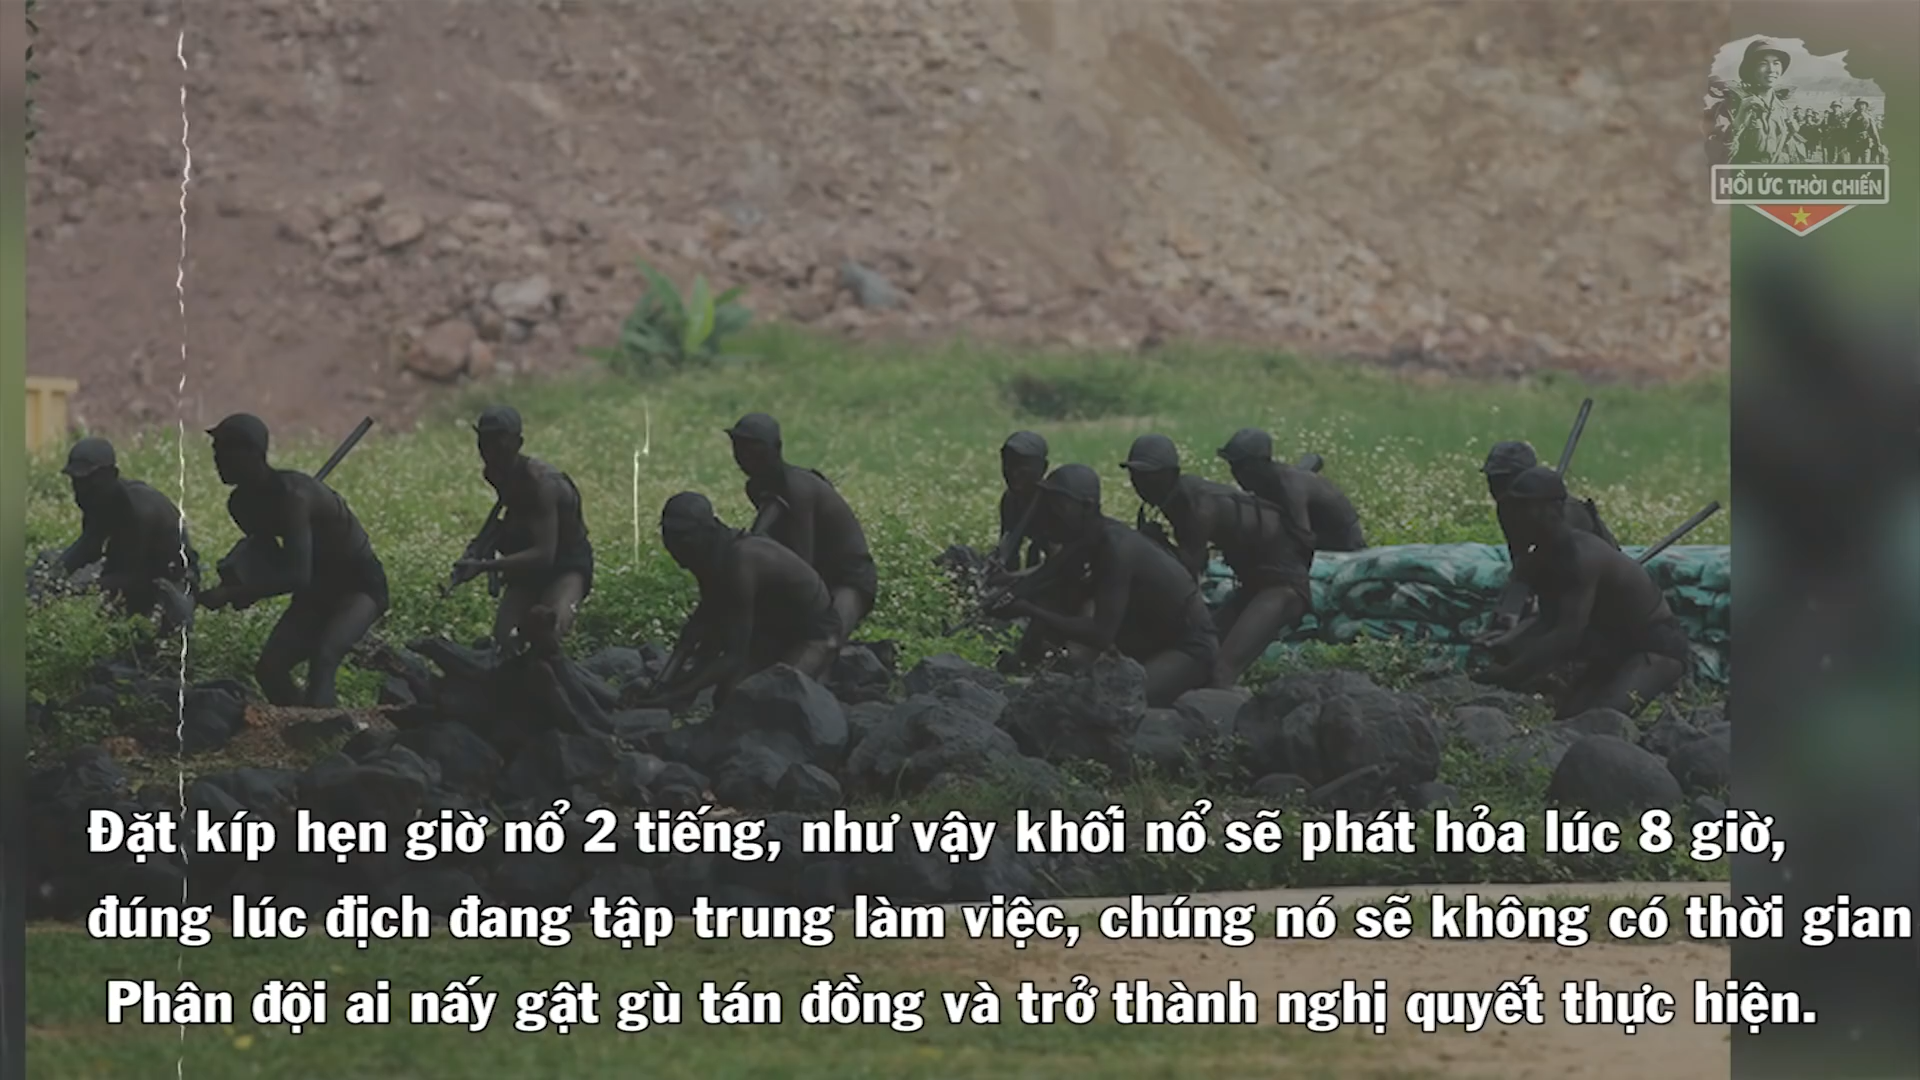 HỒI ỨC THỜI CHIẾN
Đặt kíp hẹn giờ nổ 2 tiếng, như vậy khối nổ sẽ phát hỏa lúc 8 giờ,
đúng lúc địch đang tập trung làm việc, chúng nó sẽ không có thời gian
Phân đội ai nấy gật gù tán đồng và trở thành nghị quyết thực hiện.